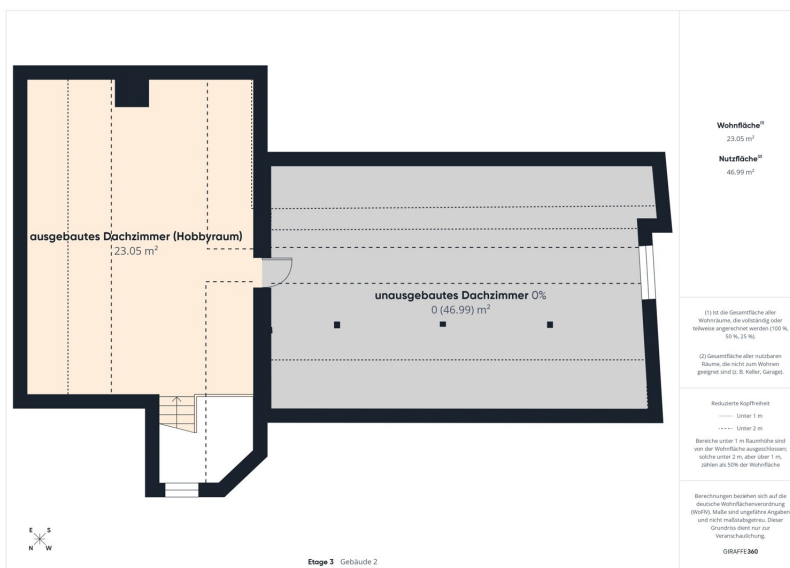 ausgebautes Dachzimmer (Hobbyraum)
23.05 m²
unausgebautes Dachzimmer 0%
0 (46.99) m²
E S
N W
Etage 3 Gebäude 2
Wohnfläche⁽¹⁾
23.05 m²
Nutzfläche⁽²⁾
46.99 m²
(1) Ist die Gesamtfläche aller
Wohnräume, die vollständig oder
teilweise angerechnet werden (100 %,
50 %, 25 %).
(2) Gesamtfläche aller nutzbaren
Räume, die nicht zum Wohnen
geeignet sind (z. B. Keller, Garage).
Reduzierte Kopffreiheit
Unter 1 m
Unter 2 m
Bereiche unter 1 m Raumhöhe sind
von der Wohnfläche ausgeschlossen;
solche unter 2 m, aber über 1 m,
zählen als 50% der Wohnfläche
Berechnungen beziehen sich auf die
deutsche Wohnflächenverordnung
(WoFlV). Maße sind ungefähre Angaben
und nicht maßstabsgetreu. Dieser
Grundriss dient nur zur
Veranschaulichung.
GIRAFFE360